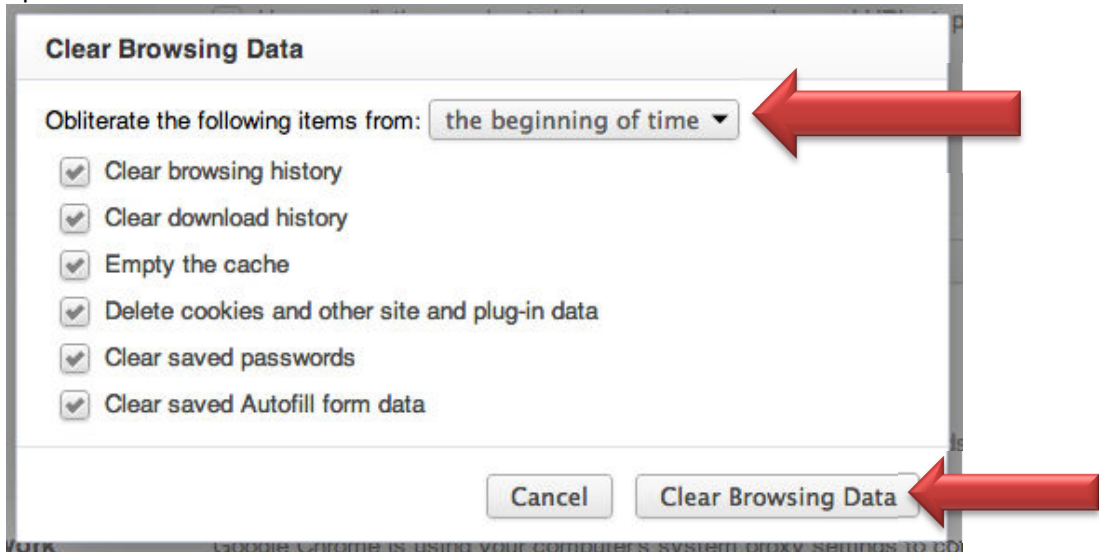 Clear Browsing Data
Obliterate the following items from: the beginning of time
Clear browsing history
Clear download history
Empty the cache
Delete cookies and other site and plug-in data
Clear saved passwords
Clear saved Autofill form data
Cancel Clear Browsing Data
Google Chrome is using your computer's system proxy settings to